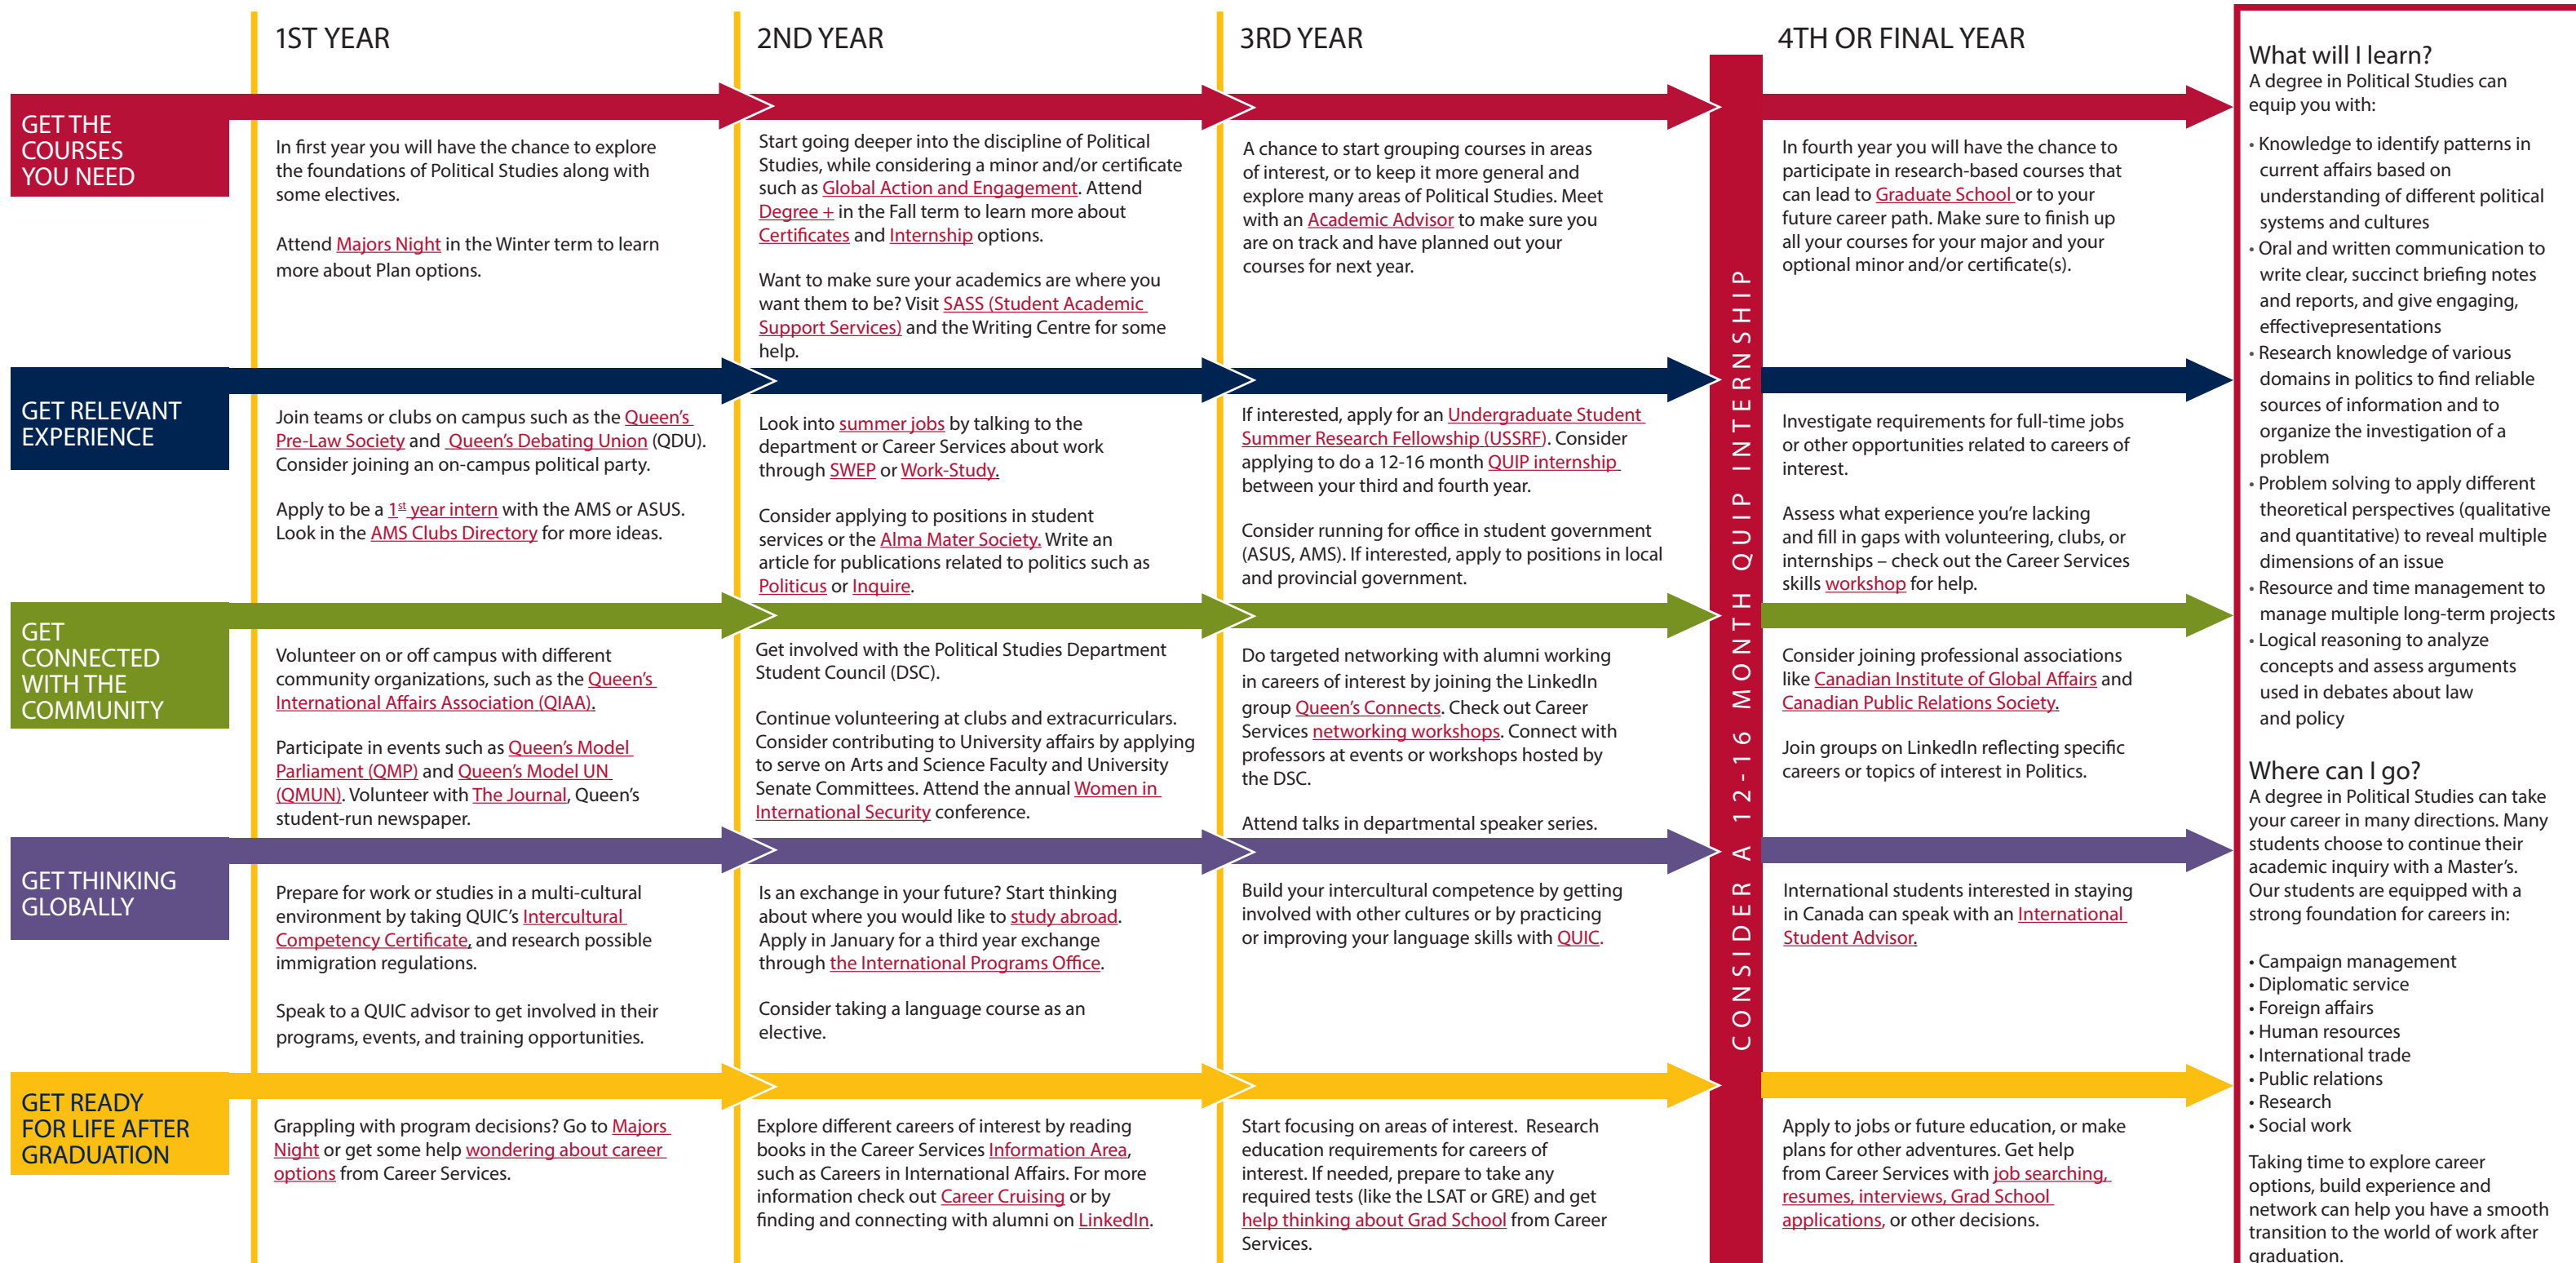 1ST YEAR
2ND YEAR
3RD YEAR
4TH OR FINAL YEAR
GET THE
COURSES
YOU NEED
In first year you will have the chance to explore
the foundations of Political Studies along with
some electives.
Attend Majors Night in the Winter term to learn
more about Plan options.
Start going deeper into the discipline of Political
Studies, while considering a minor and/or certificate
such as Global Action and Engagement. Attend
Degree + in the Fall term to learn more about
Certificates and Internship options.
Want to make sure your academics are where you
want them to be? Visit SASS (Student Academic
Support Services) and the Writing Centre for some
help.
A chance to start grouping courses in areas
of interest, or to keep it more general and
explore many areas of Political Studies. Meet
with an Academic Advisor to make sure you
are on track and have planned out your
courses for next year.
In fourth year you will have the chance to
participate in research-based courses that
can lead to Graduate School or to your
future career path. Make sure to finish up
all your courses for your major and your
optional minor and/or certificate(s).
GET RELEVANT
EXPERIENCE
Join teams or clubs on campus such as the Queen's
Pre-Law Society and Queen's Debating Union (QDU).
Consider joining an on-campus political party.
Apply to be a 1st year intern with the AMS or ASUS.
Look in the AMS Clubs Directory for more ideas.
Look into summer jobs by talking to the
department or Career Services about work
through SWEP or Work-Study.
Consider applying to positions in student
services or the Alma Mater Society. Write an
article for publications related to politics such as
Politicus or Inquire.
If interested, apply for an Undergraduate Student
Summer Research Fellowship (USSRF). Consider
applying to do a 12-16 month QUIP internship
between your third and fourth year.
Consider running for office in student government
(ASUS, AMS). If interested, apply to positions in local
and provincial government.
Investigate requirements for full-time jobs
or other opportunities related to careers of
interest.
Assess what experience you're lacking
and fill in gaps with volunteering, clubs, or
internships – check out the Career Services
skills workshop for help.
GET
CONNECTED
WITH THE
COMMUNITY
Volunteer on or off campus with different
community organizations, such as the Queen's
International Affairs Association (QIAA).
Participate in events such as Queen's Model
Parliament (QMP) and Queen's Model UN
(QMUN). Volunteer with The Journal, Queen's
student-run newspaper.
Get involved with the Political Studies Department
Student Council (DSC).
Continue volunteering at clubs and extracurriculars.
Consider contributing to University affairs by applying
to serve on Arts and Science Faculty and University
Senate Committees. Attend the annual Women in
International Security conference.
Do targeted networking with alumni working
in careers of interest by joining the LinkedIn
group Queen's Connects. Check out Career
Services networking workshops. Connect with
professors at events or workshops hosted by
the DSC.
Attend talks in departmental speaker series.
Consider joining professional associations
like Canadian Institute of Global Affairs and
Canadian Public Relations Society.
Join groups on LinkedIn reflecting specific
careers or topics of interest in Politics.
GET THINKING
GLOBALLY
Prepare for work or studies in a multi-cultural
environment by taking QUIC's Intercultural
Competency Certificate, and research possible
immigration regulations.
Speak to a QUIC advisor to get involved in their
programs, events, and training opportunities.
Is an exchange in your future? Start thinking
about where you would like to study abroad.
Apply in January for a third year exchange
through the International Programs Office.
Consider taking a language course as an
elective.
Build your intercultural competence by getting
involved with other cultures or by practicing
or improving your language skills with QUIC.
International students interested in staying
in Canada can speak with an International
Student Advisor.
GET READY
FOR LIFE AFTER
GRADUATION
Grappling with program decisions? Go to Majors
Night or get some help wondering about career
options from Career Services.
Explore different careers of interest by reading
books in the Career Services Information Area,
such as Careers in International Affairs. For more
information check out Career Cruising or by
finding and connecting with alumni on LinkedIn.
Start focusing on areas of interest. Research
education requirements for careers of
interest. If needed, prepare to take any
required tests (like the LSAT or GRE) and get
help thinking about Grad School from Career
Services.
Apply to jobs or future education, or make
plans for other adventures. Get help
from Career Services with job searching,
resumes, interviews, Grad School
applications, or other decisions.
CONSIDER A 12-16 MONTH QUIP INTERNSHIP
What will I learn?
A degree in Political Studies can
equip you with:
• Knowledge to identify patterns in
current affairs based on
understanding of different political
systems and cultures
• Oral and written communication to
write clear, succinct briefing notes
and reports, and give engaging,
effectivepresentations
• Research knowledge of various
domains in politics to find reliable
sources of information and to
organize the investigation of a
problem
• Problem solving to apply different
theoretical perspectives (qualitative
and quantitative) to reveal multiple
dimensions of an issue
• Resource and time management to
manage multiple long-term projects
• Logical reasoning to analyze
concepts and assess arguments
used in debates about law
and policy
Where can I go?
A degree in Political Studies can take
your career in many directions. Many
students choose to continue their
academic inquiry with a Master's.
Our students are equipped with a
strong foundation for careers in:
• Campaign management
• Diplomatic service
• Foreign affairs
• Human resources
• International trade
• Public relations
• Research
• Social work
Taking time to explore career
options, build experience and
network can help you have a smooth
transition to the world of work after
graduation.